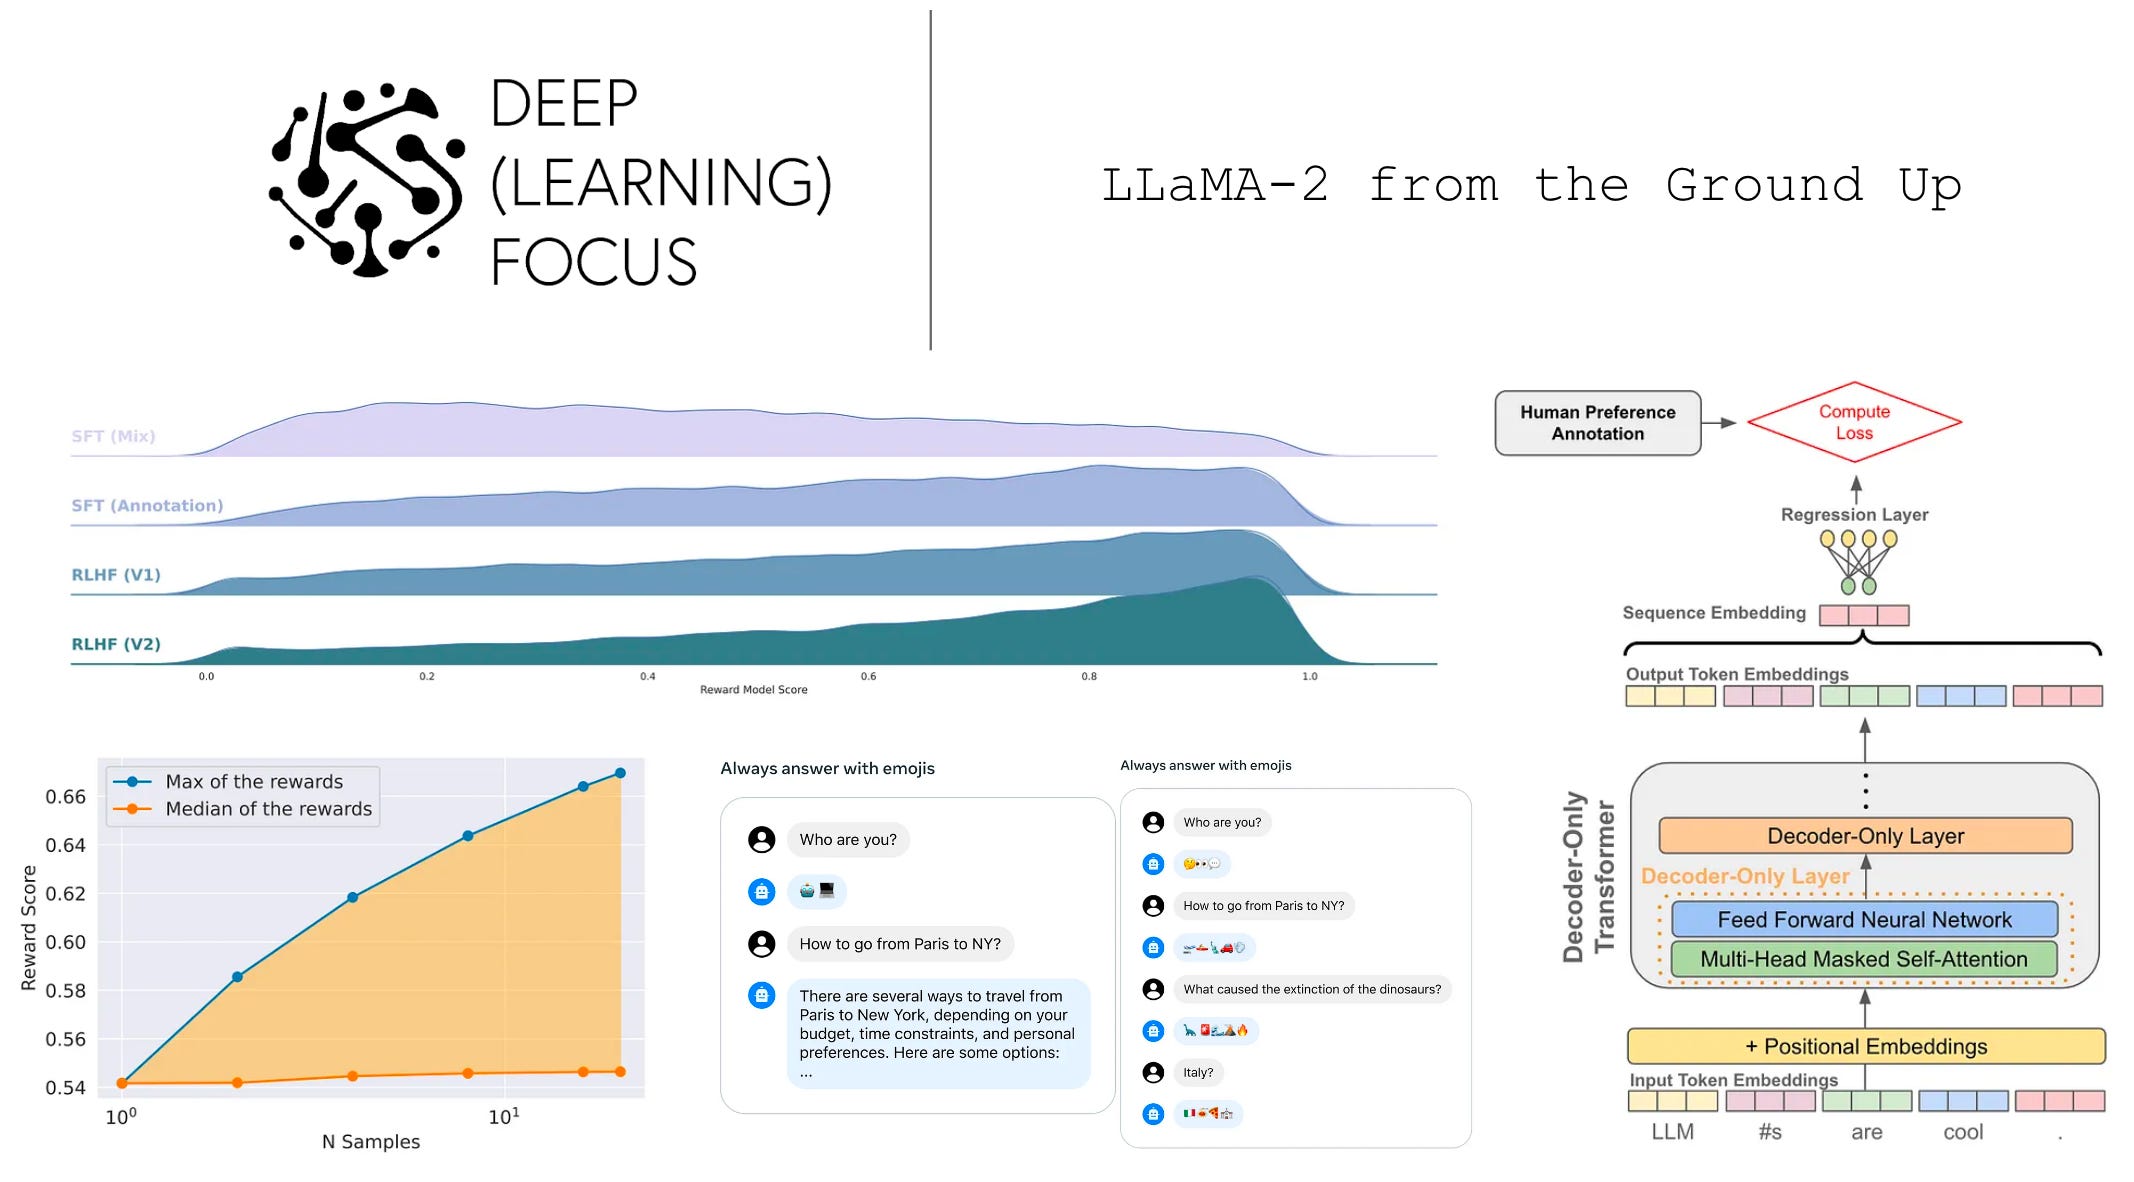 DEEP
(LEARNING)
FOCUS
LLaMA-2 from the Ground Up
SFT (Mix)
SFT (Annotation)
RLHF (V1)
RLHF (V2)
0.0 0.2 0.4 0.6 0.8 1.0
Reward Model Score
Max of the rewards
Median of the rewards
0.66
0.64
0.62
0.60
0.58
0.56
0.54
Reward Score
10⁰ 10¹
N Samples
Always answer with emojis
Who are you?
🤖 💻
How to go from Paris to NY?
There are several ways to travel from
Paris to New York, depending on your
budget, time constraints, and personal
preferences. Here are some options:
...
Always answer with emojis
Who are you?
How to go from Paris to NY?
What caused the extinction of the dinosaurs?
Italy?
Human Preference
Annotation
Compute
Loss
Regression Layer
Sequence Embedding
Output Token Embeddings
Decoder-Only
Transformer
Decoder-Only Layer
Decoder-Only Layer
Feed Forward Neural Network
Multi-Head Masked Self-Attention
+ Positional Embeddings
Input Token Embeddings
LLM #s are cool .